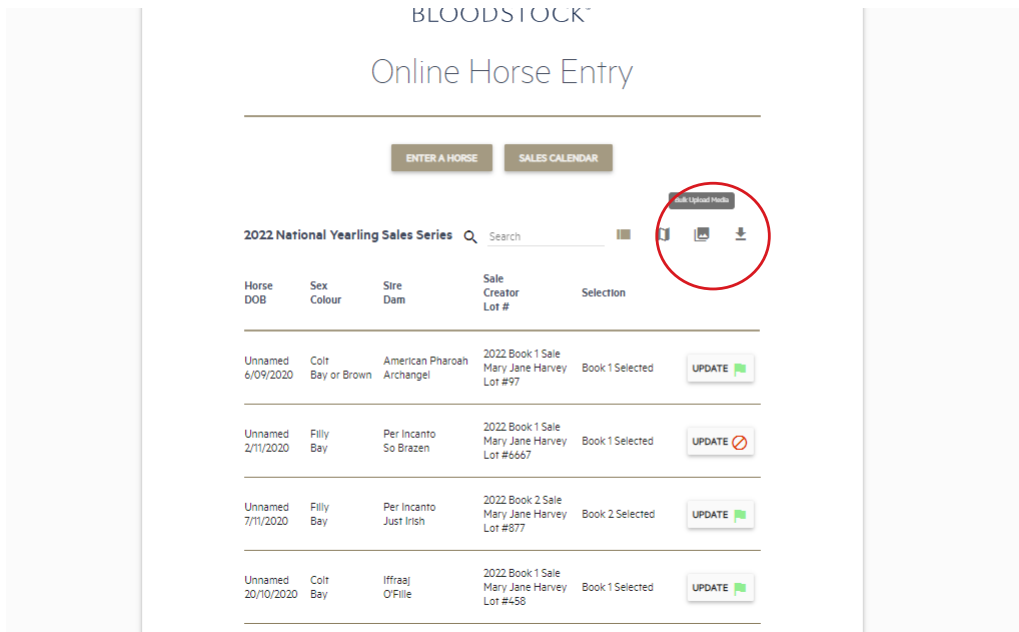 BLOODSTOCK
Online Horse Entry
ENTER A HORSE
SALES CALENDAR
Bulk Upload Media
2022 National Yearling Sales Series
Search
Horse
DOB
Sex
Colour
Sire
Dam
Sale
Creator
Lot #
Selection
Unnamed
6/09/2020
Colt
Bay or Brown
American Pharoah
Archangel
2022 Book 1 Sale
Mary Jane Harvey
Lot #97
Book 1 Selected
UPDATE
Unnamed
2/11/2020
Filly
Bay
Per Incanto
So Brazen
2022 Book 1 Sale
Mary Jane Harvey
Lot #6667
Book 1 Selected
UPDATE
Unnamed
7/11/2020
Filly
Bay
Per Incanto
Just Irish
2022 Book 2 Sale
Mary Jane Harvey
Lot #877
Book 2 Selected
UPDATE
Unnamed
20/10/2020
Colt
Bay
Iffraaj
O'Fille
2022 Book 1 Sale
Mary Jane Harvey
Lot #458
Book 1 Selected
UPDATE